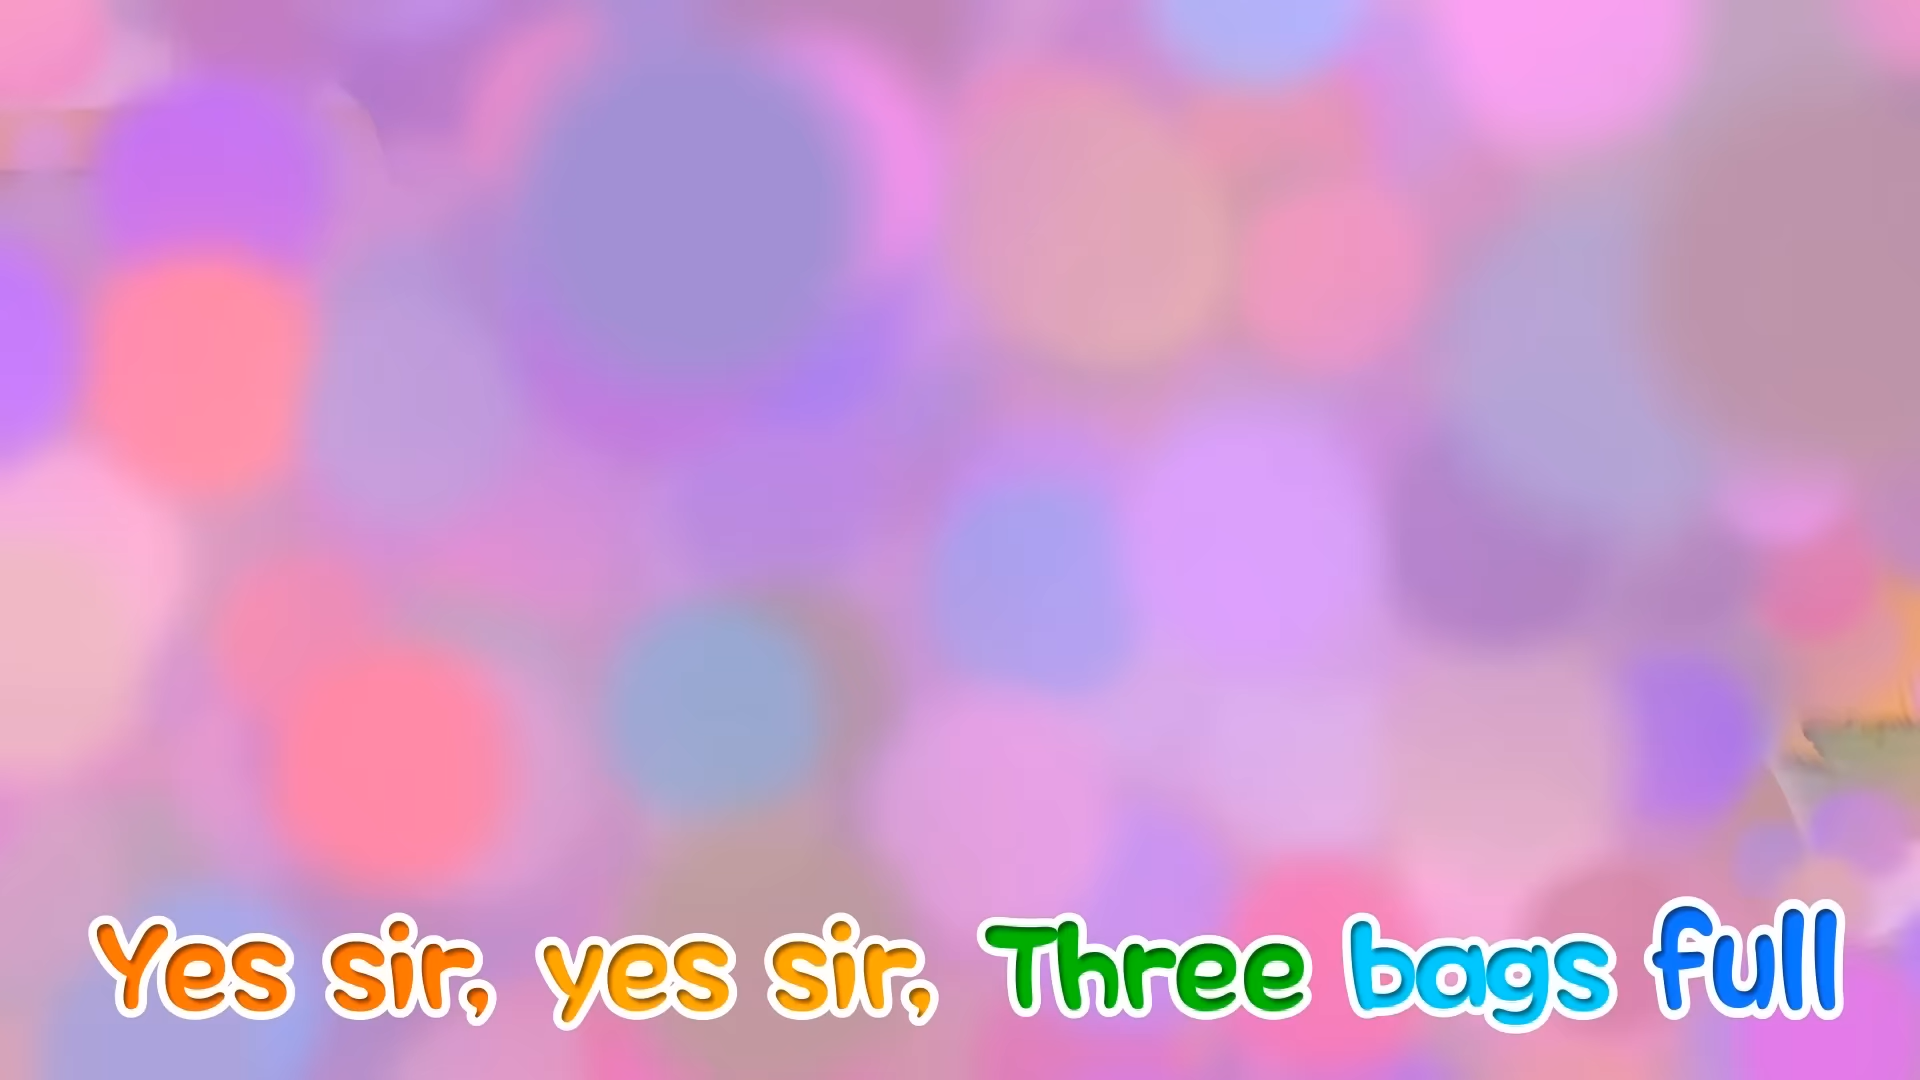 Yes sir, yes sir, Three bags full